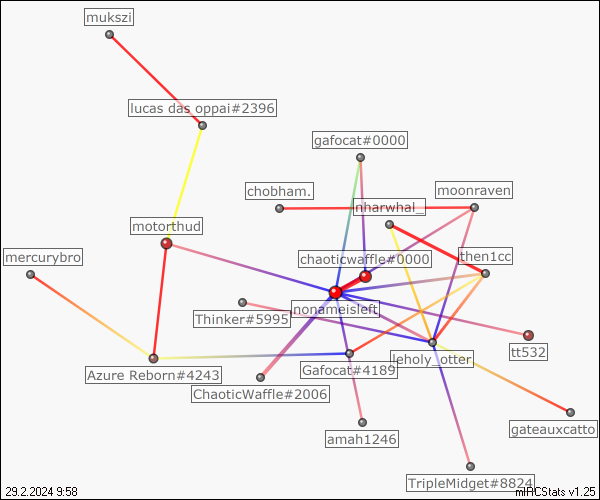 mukszi
lucas das oppai#2396
gafocat#0000
chobham.
moonraven
nharwhal_
motorthud
mercurybro
chaoticwaffle#0000
then1cc
nonameisleft
Thinker#5995
tt532
leholy_otter
Azure Reborn#4243
Gafocat#4189
ChaoticWaffle#2006
gateauxcatto
amah1246
TripleMidget#8824
29.2.2024 9:58
mIRCStats v1.25